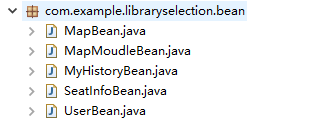 com.example.libraryselection.bean
MapBean.java
MapMoudleBean.java
MyHistoryBean.java
SeatInfoBean.java
UserBean.java